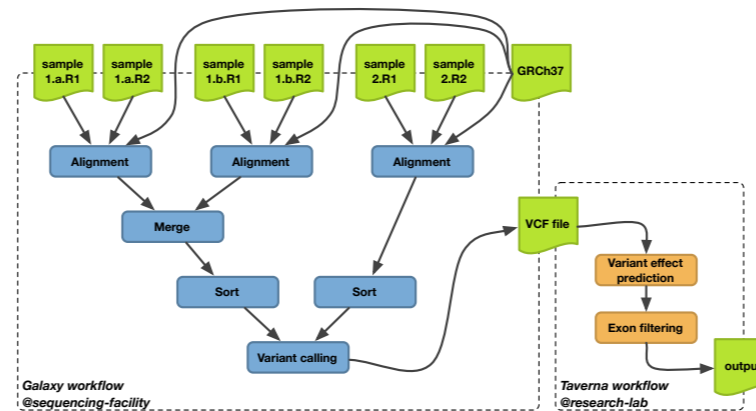 sample
1.a.R1
sample
1.a.R2
sample
1.b.R1
sample
1.b.R2
sample
2.R1
sample
2.R2
GRCh37
Alignment
Alignment
Alignment
Merge
VCF file
Variant effect
prediction
Sort
Sort
Exon filtering
Variant calling
output
Galaxy workflow
@sequencing-facility
Taverna workflow
@research-lab